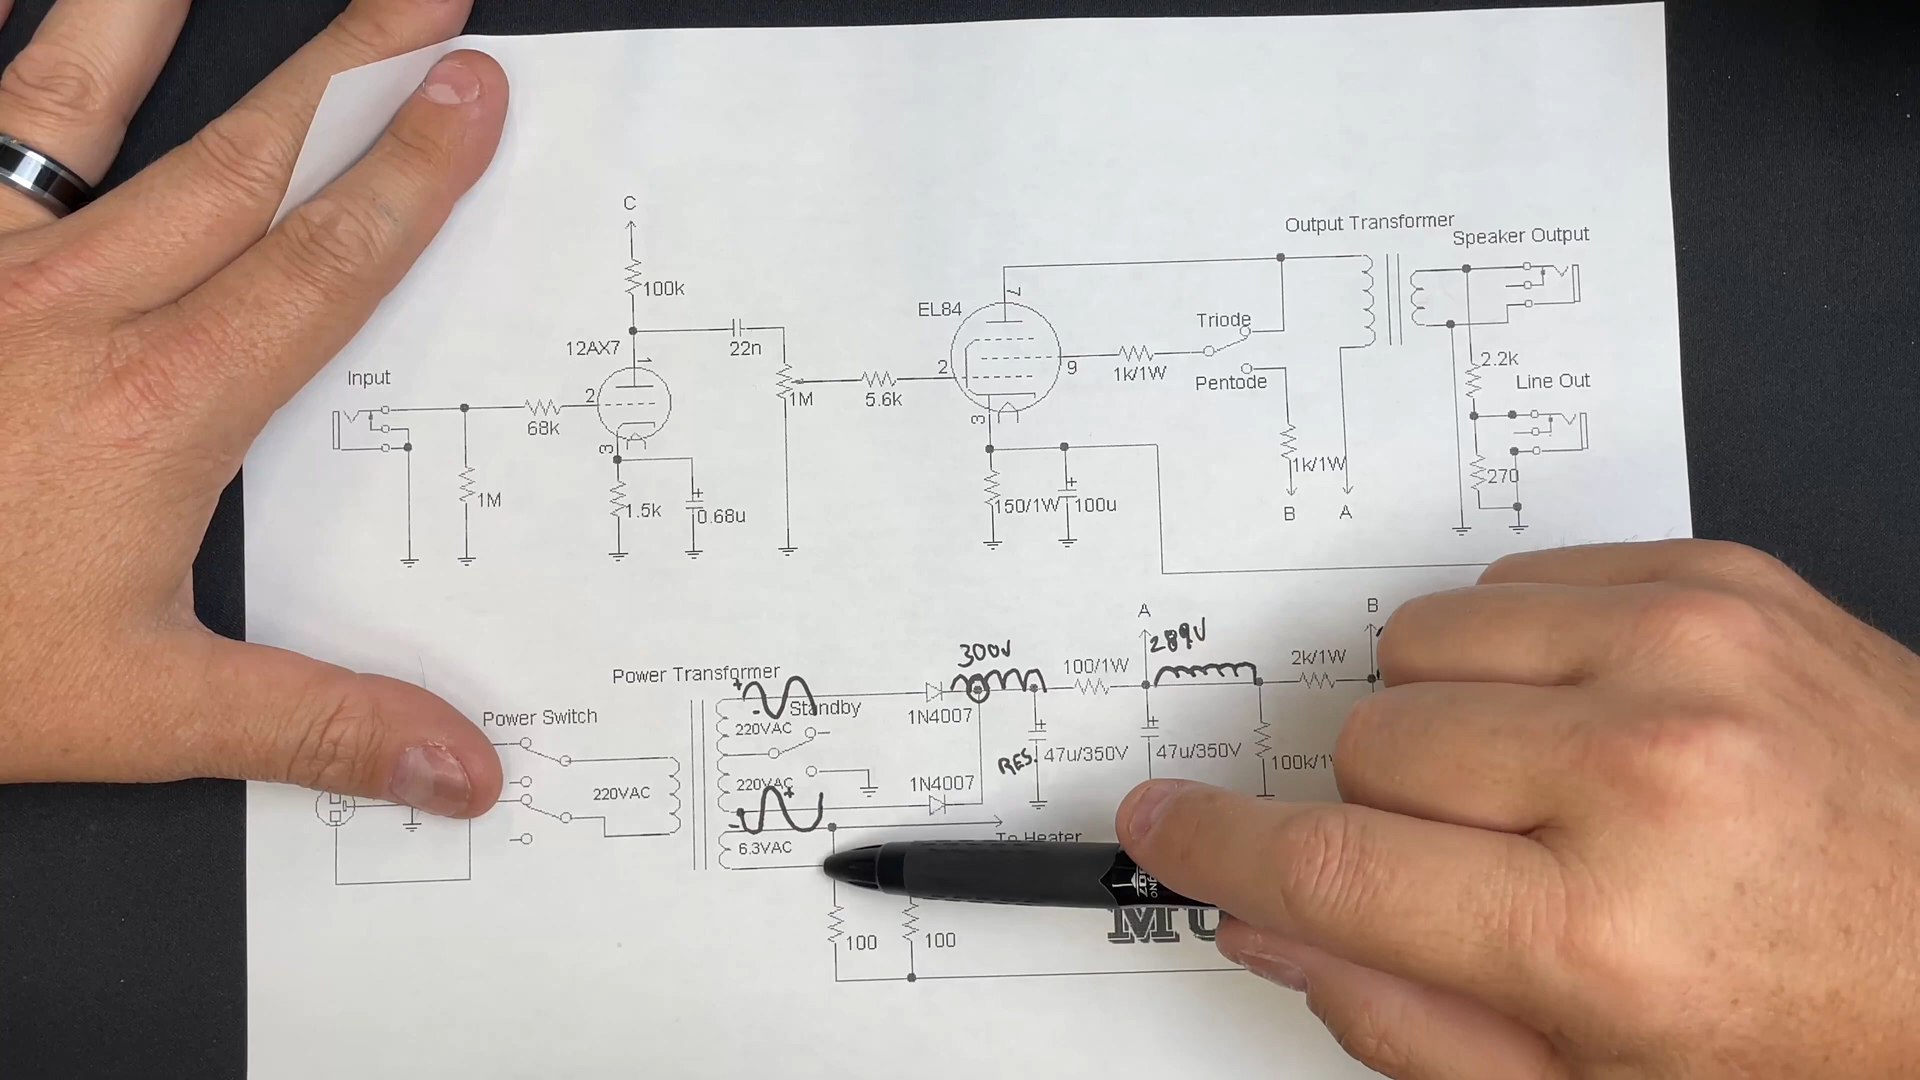 C
100k
12AX7
1
22n
Input
2
68k
1M
3
1.5k
0.68u
1M
5.6k
EL84
7
2
9
3
150/1W
100u
1k/1W
Triode
Pentode
1k/1W
B
A
Output Transformer
Speaker Output
2.2k
Line Out
270
Power Transformer
Power Switch
220VAC
+
-
220VAC
Standby
220VAC
+
-
6.3VAC
1N4007
1N4007
300V
RES.
47u/350V
100/1W
A
289V
47u/350V
2k/1W
B
To Heater
100
100